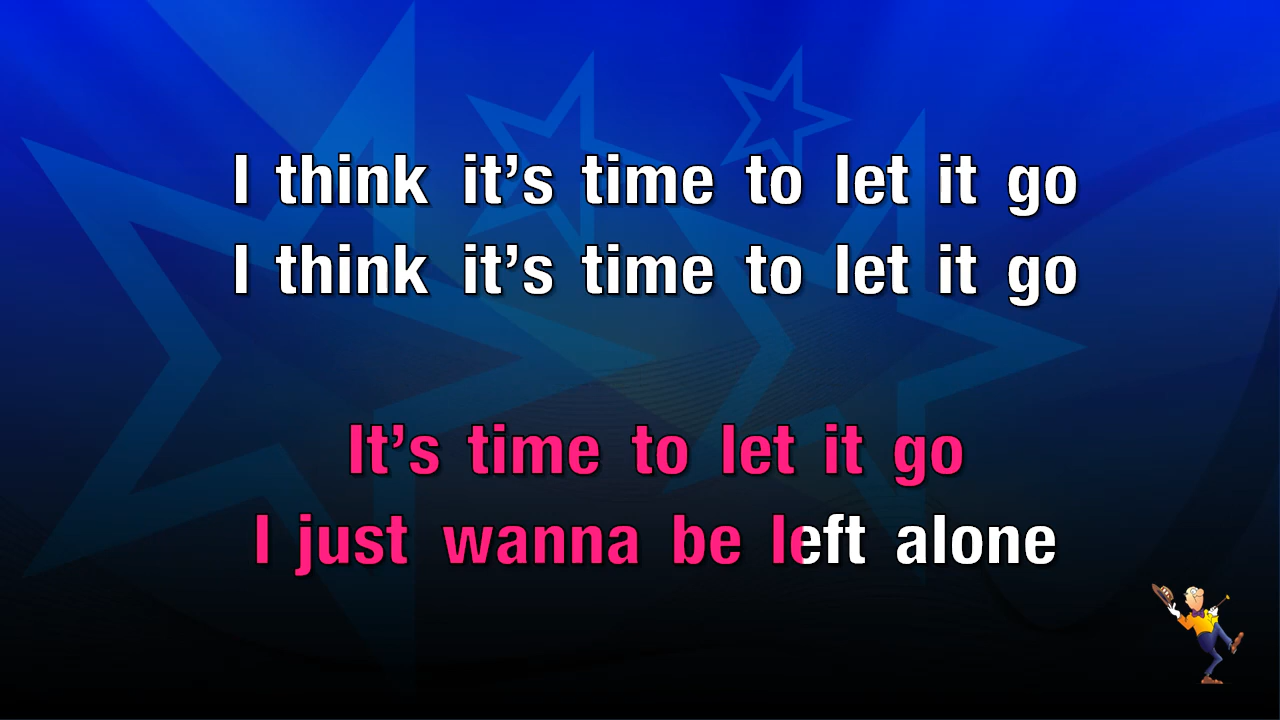 I think it’s time to let it go
I think it’s time to let it go
It’s time to let it go
I just wanna be left alone